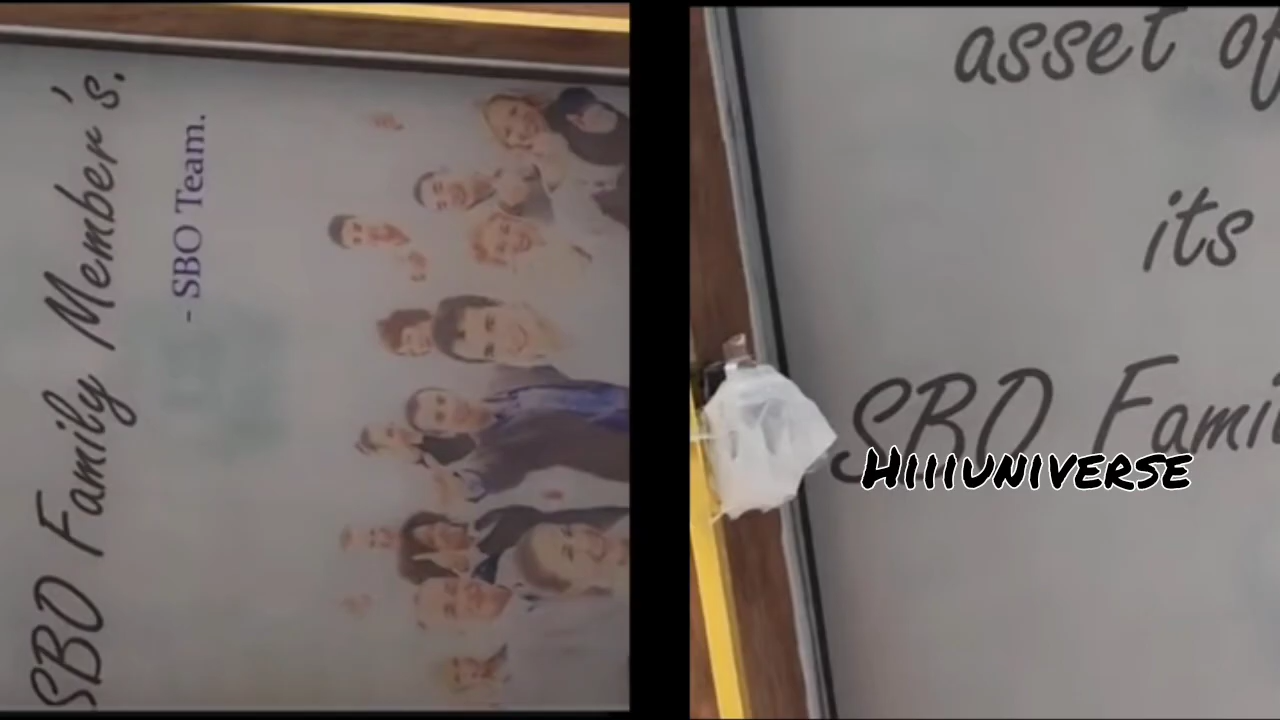 SBO Family Member's.
- SBO Team.
asset of
its
SBO Fami
Hiiiuniverse